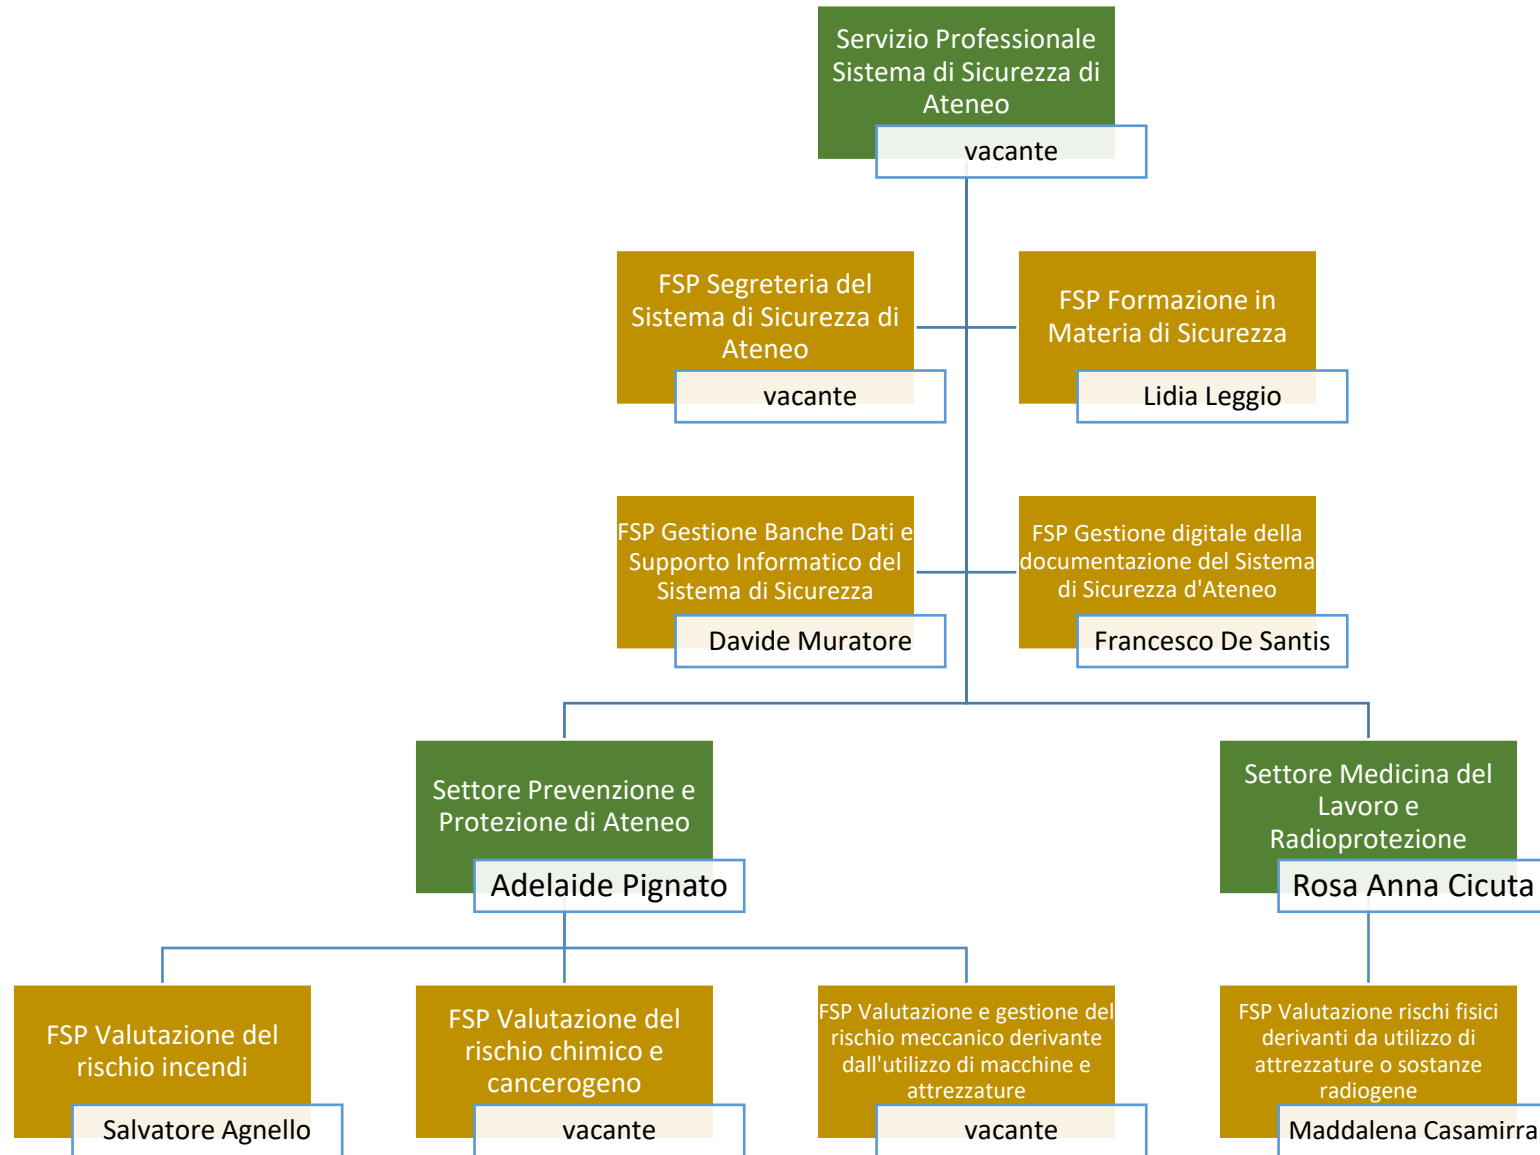 Servizio Professionale
Sistema di Sicurezza di
Ateneo
vacante
FSP Segreteria del
Sistema di Sicurezza di
Ateneo
vacante
FSP Formazione in
Materia di Sicurezza
Lidia Leggio
FSP Gestione Banche Dati e
Supporto Informatico del
Sistema di Sicurezza
Davide Muratore
FSP Gestione digitale della
documentazione del Sistema
di Sicurezza d'Ateneo
Francesco De Santis
Settore Prevenzione e
Protezione di Ateneo
Adelaide Pignato
Settore Medicina del
Lavoro e
Radioprotezione
Rosa Anna Cicuta
FSP Valutazione del
rischio incendi
Salvatore Agnello
FSP Valutazione del
rischio chimico e
cancerogeno
vacante
FSP Valutazione e gestione del
rischio meccanico derivante
dall'utilizzo di macchine e
attrezzature
vacante
FSP Valutazione rischi fisici
derivanti da utilizzo di
attrezzature o sostanze
radiogene
Maddalena Casamirra